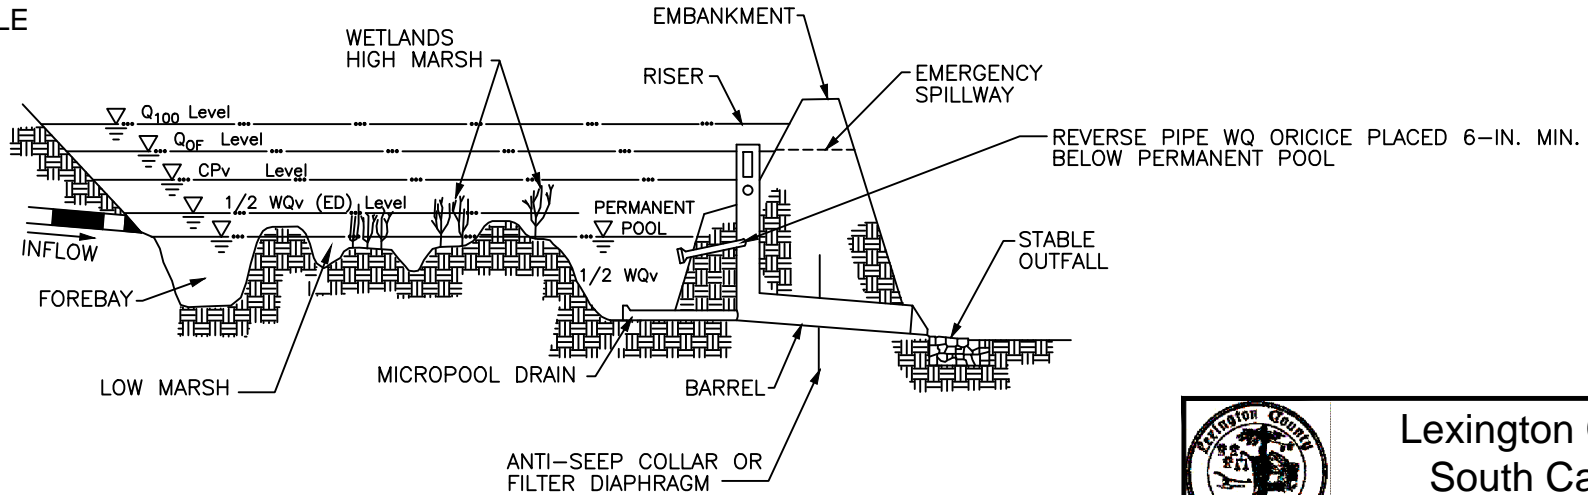 LE
EMBANKMENT
WETLANDS
HIGH MARSH
RISER
EMERGENCY
SPILLWAY
Q100 Level
QOF Level
CPv Level
1/2 WQv (ED) Level
REVERSE PIPE WQ ORICICE PLACED 6-IN. MIN.
BELOW PERMANENT POOL
PERMANENT
POOL
INFLOW
STABLE
OUTFALL
1/2 WQv
FOREBAY
LOW MARSH
MICROPOOL DRAIN
BARREL
ANTI-SEEP COLLAR OR
FILTER DIAPHRAGM
Lexington County
Lexington
South Ca